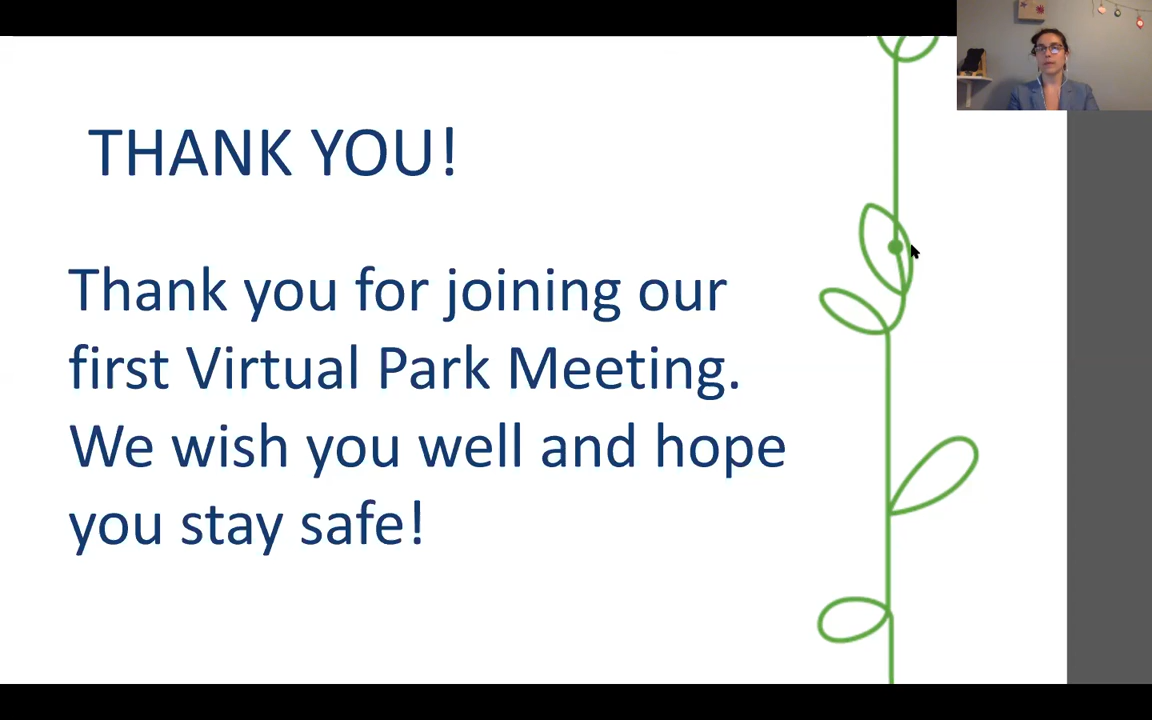 THANK YOU!
Thank you for joining our
first Virtual Park Meeting.
We wish you well and hope
you stay safe!